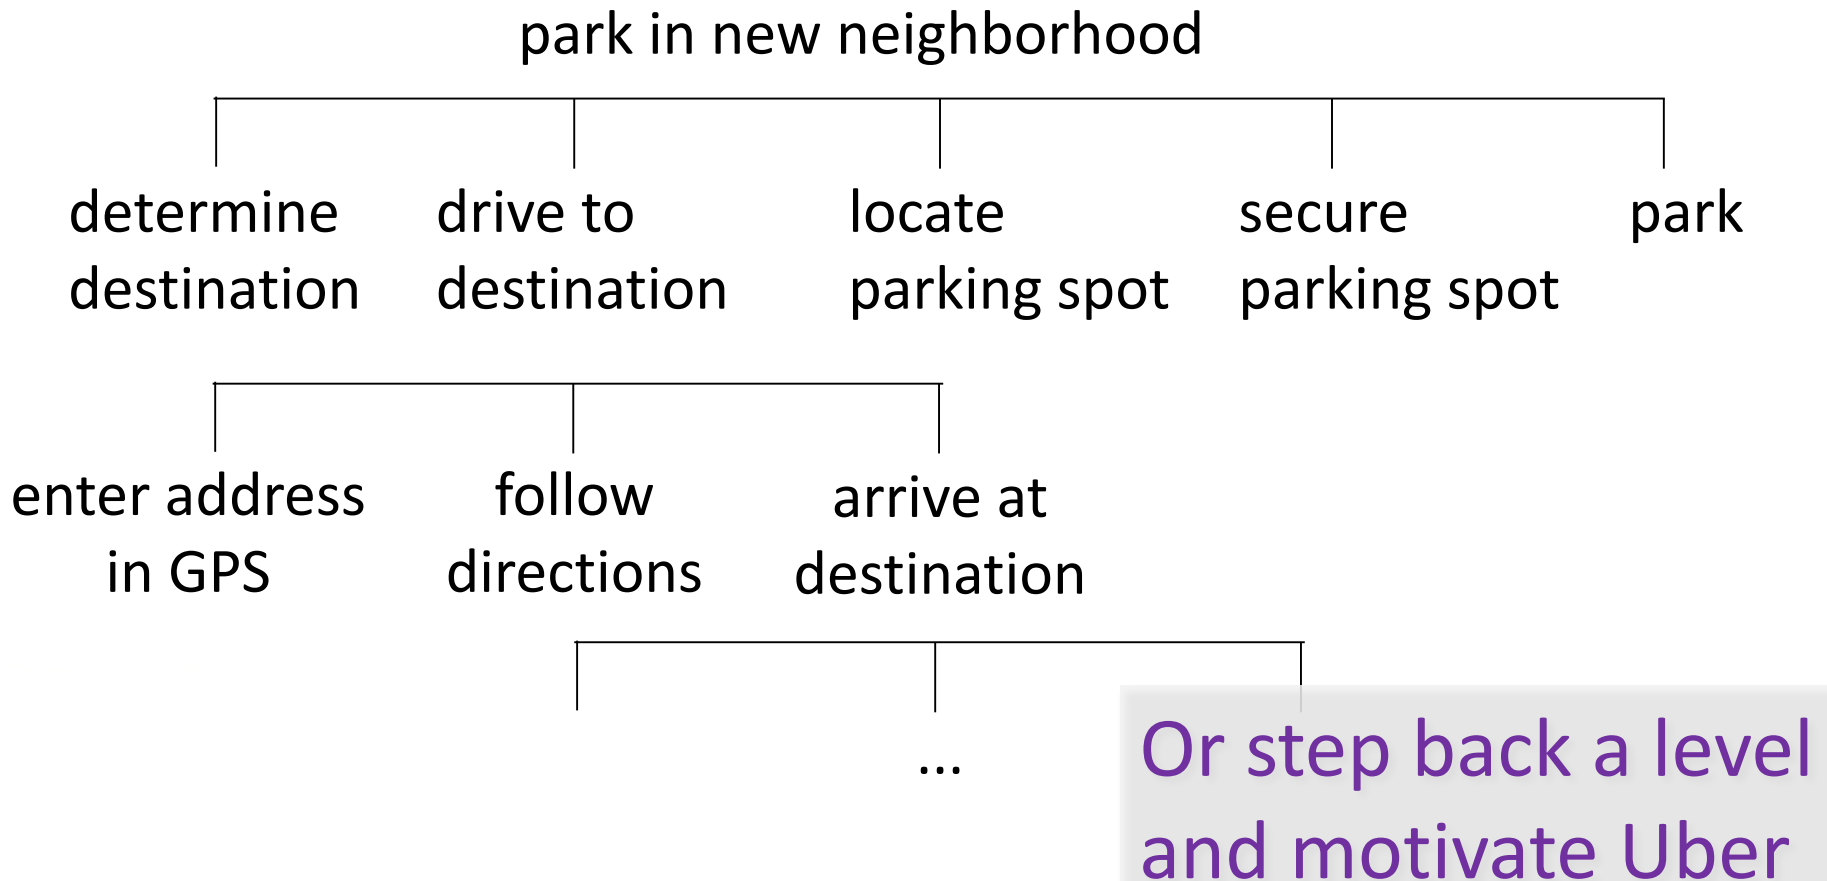 park in new neighborhood
determine
destination
drive to
destination
locate
parking spot
secure
parking spot
park
enter address
in GPS
follow
directions
arrive at
destination
...
Or step back a level
and motivate Uber